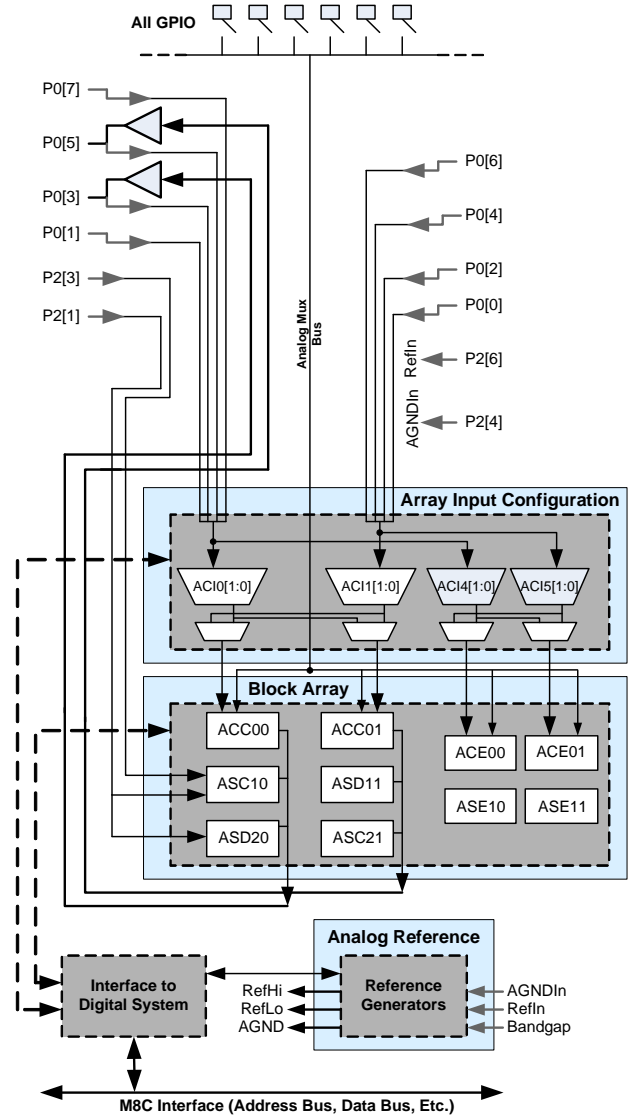 All GPIO
P0[7]
P0[5]
P0[3]
P0[1]
P2[3]
P2[1]
P0[6]
P0[4]
P0[2]
P0[0]
P2[6]
P2[4]
Analog Mux
Bus
RefIn
AGNDIn
Array Input Configuration
ACI0[1:0]
ACI1[1:0]
ACI4[1:0]
ACI5[1:0]
Block Array
ACC00
ACC01
ACE00
ACE01
ASC10
ASD11
ASE10
ASE11
ASD20
ASC21
Analog Reference
Interface to
Digital System
RefHi
RefLo
AGND
Reference
Generators
AGNDIn
RefIn
Bandgap
M8C Interface (Address Bus, Data Bus, Etc.)